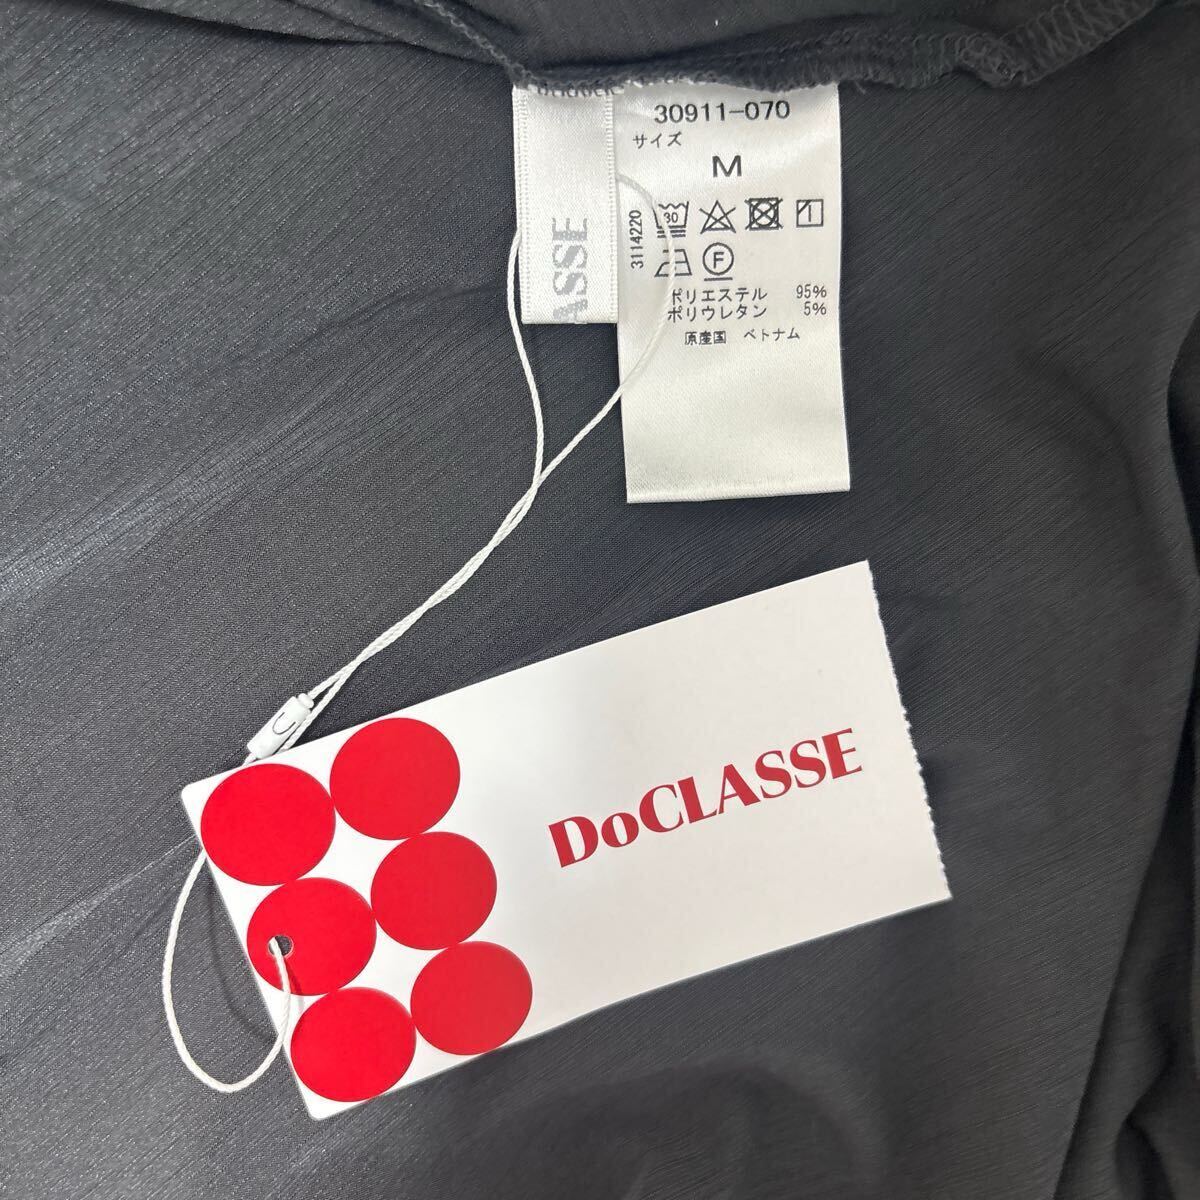 30911-070
サイズ
M
30
3114220
F
ポリエステル 95%
ポリウレタン 5%
原産国 ベトナム
ASSE
DoCLASSE